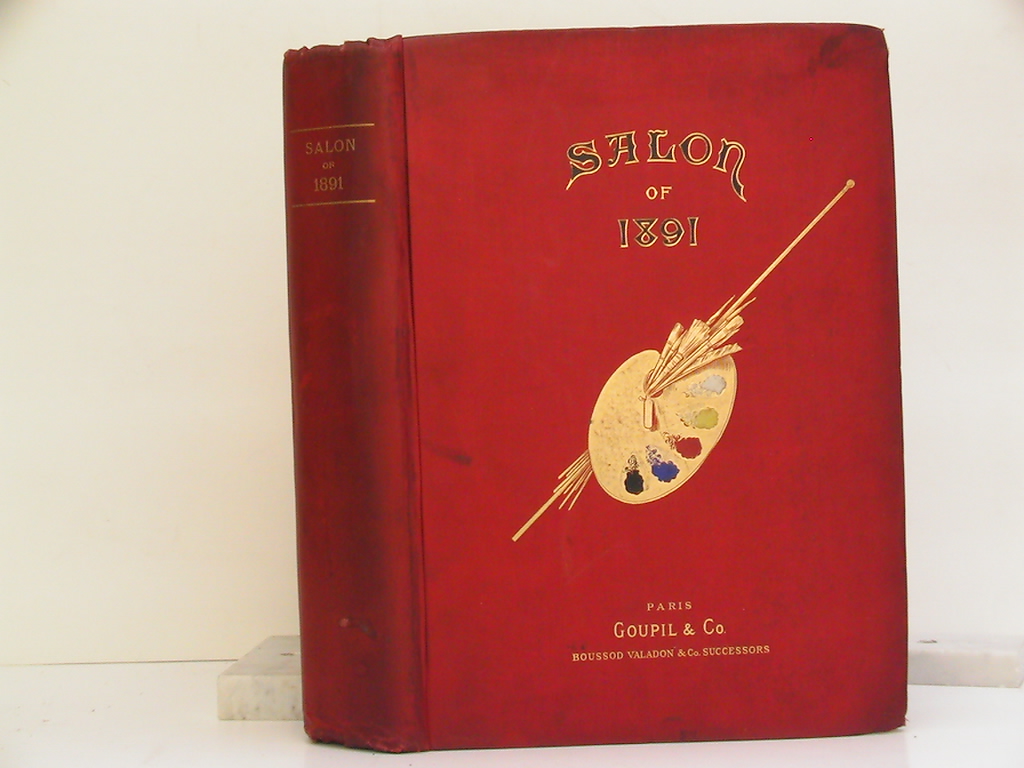 SALON
OF
1891
SALON
OF
1891
PARIS
GOUPIL & Co.
BOUSSOD VALADON & Co. SUCCESSORS